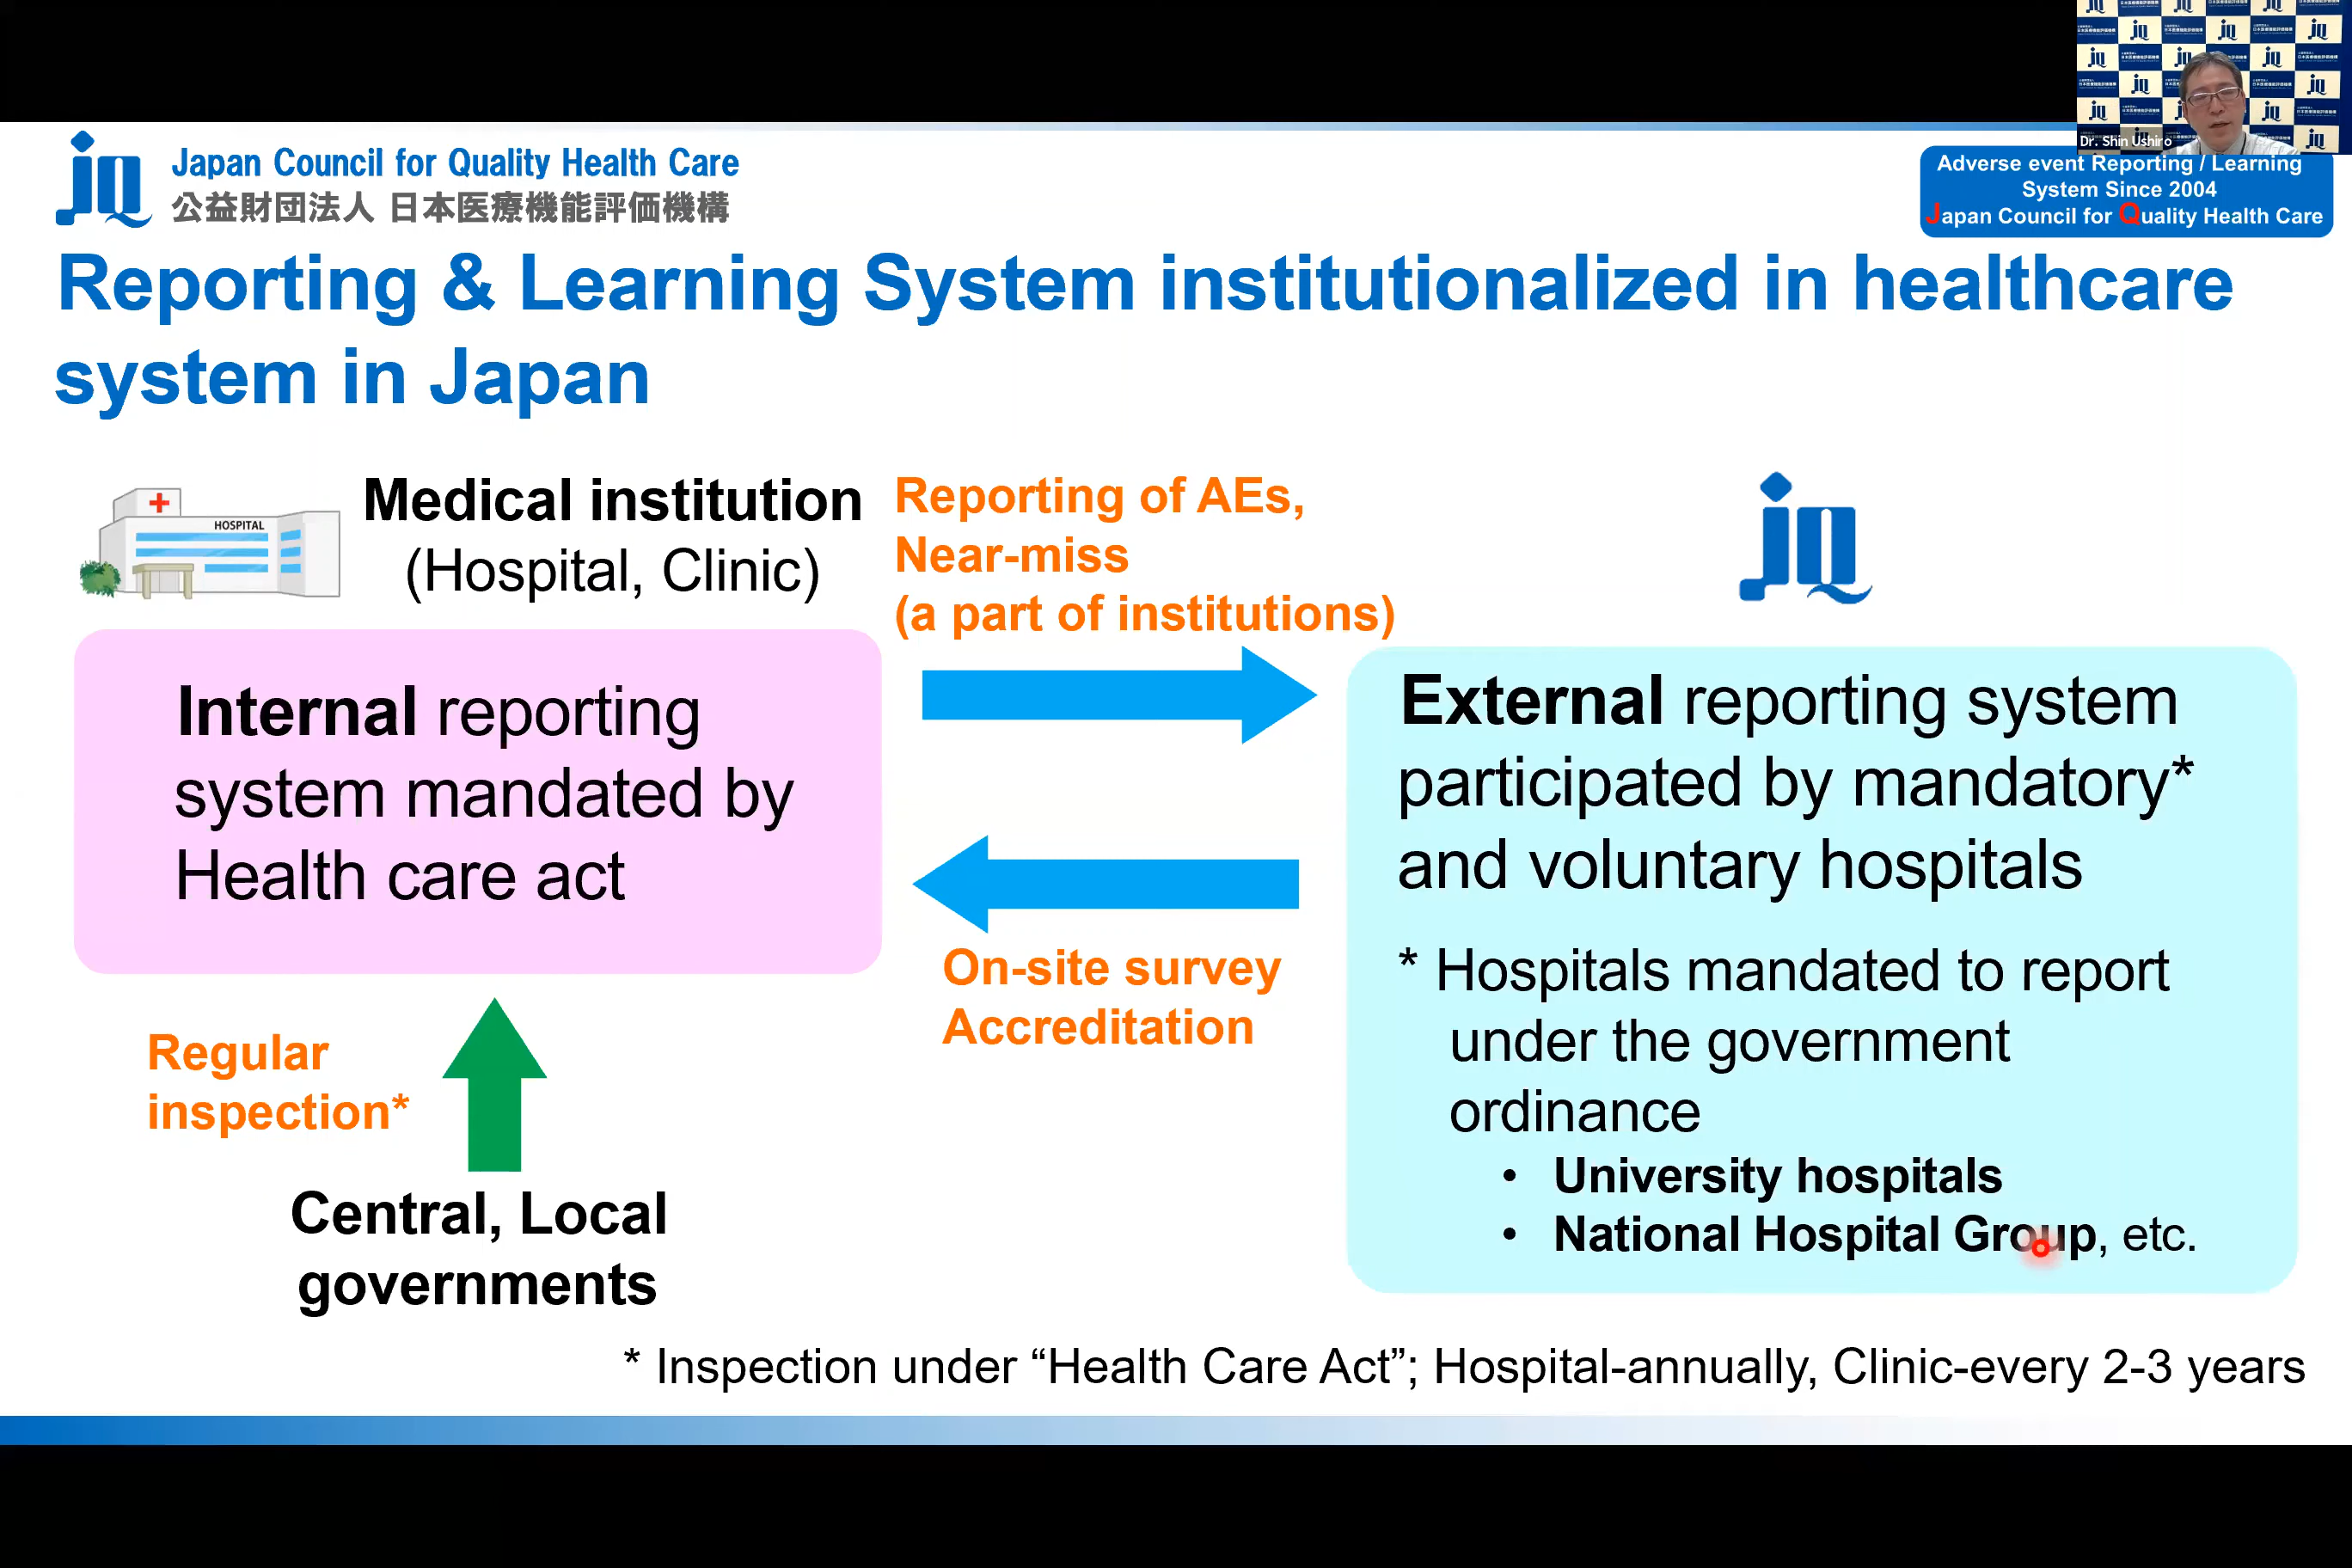 Japan Council for Quality Health Care
公益財団法人 日本医療機能評価機構
Dr. Shin Ushiro
Adverse event Reporting / Learning
System Since 2004
Japan Council for Quality Health Care
Reporting & Learning System institutionalized in healthcare
system in Japan
HOSPITAL
Medical institution
(Hospital, Clinic)
Reporting of AEs,
Near-miss
(a part of institutions)
Internal reporting
system mandated by
Health care act
External reporting system
participated by mandatory*
and voluntary hospitals
* Hospitals mandated to report
under the government
ordinance
• University hospitals
• National Hospital Group, etc.
On-site survey
Accreditation
Regular
inspection*
Central, Local
governments
* Inspection under “Health Care Act”; Hospital-annually, Clinic-every 2-3 years